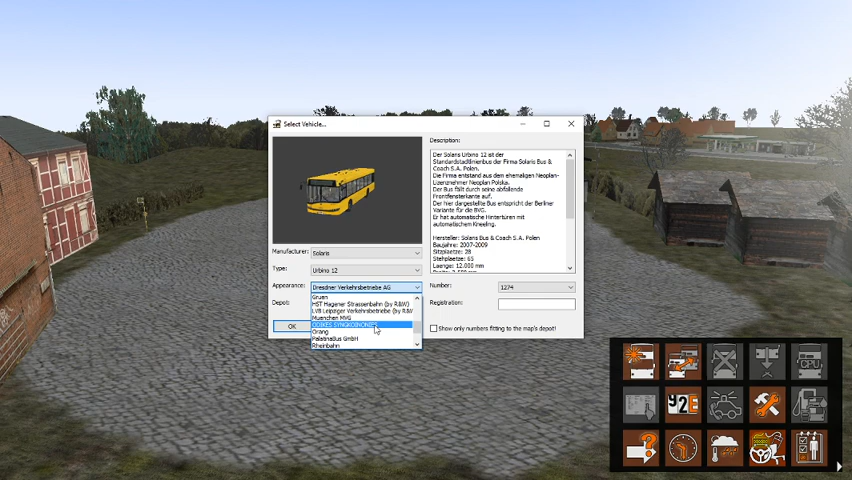 Select Vehicle...
Description:
Der Solaris Urbino 12 ist der
Standardstadtlinienbus der Firma Solaris Bus &
Coach S.A. Polen.
Die Firma entstand aus dem ehemaligen Neoplan-
Lizenznehmer Neoplan Polska.
Der Bus fällt durch seine abfallende
Frontfensterkante auf.
Der hier dargestellte Bus entspricht der Berliner
Variante für die BVG.
Er hat automatische Hintertüren mit
automatischem Kneeling.
Hersteller: Solaris Bus & Coach S.A. Polen
Baujahre: 2007-2009
Sitzplaetze: 28
Stehplaetze: 65
Laenge: 12.000 mm
Manufacturer: Solaris
Type: Urbino 12
Appearance: Dresdner Verkehrsbetriebe AG
Number: 1274
Gruen
HST Hagener Strassenbahn (by R&W)
Depot:
LVB Leipziger Verkehrsbetriebe (by R&W
Registration:
Muenchen MVG
ODIKES SYNGKOINONIES
OK
Show only numbers fitting to the map's depot!
Orang
PalatinaBus GmbH
Rheinbahn
CPU
92E